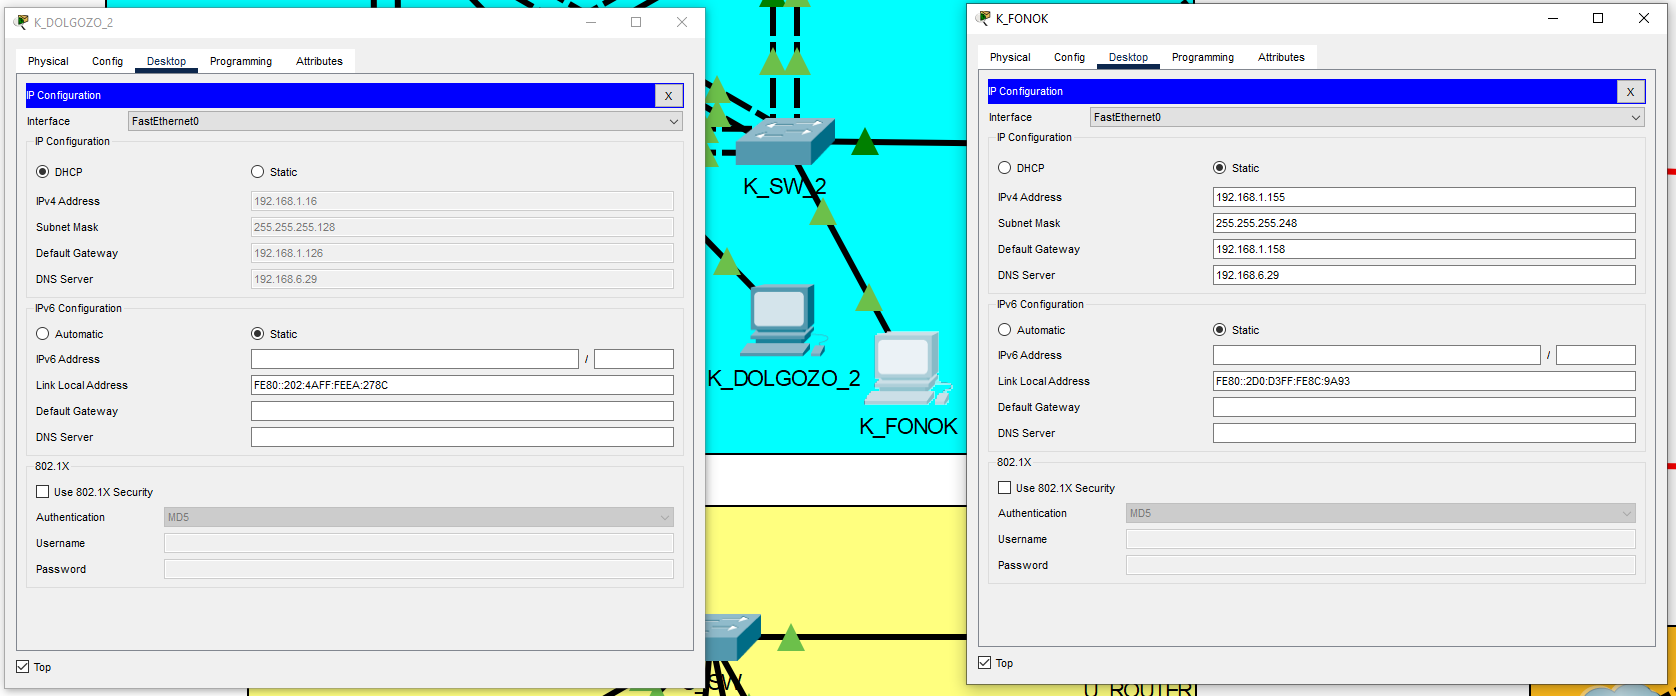 K_DOLGOZO_2
Physical Config Desktop Programming Attributes
IP Configuration X
Interface FastEthernet0
IP Configuration
DHCP Static
IPv4 Address 192.168.1.16
Subnet Mask 255.255.255.128
Default Gateway 192.168.1.126
DNS Server 192.168.6.29
IPv6 Configuration
Automatic Static
IPv6 Address /
Link Local Address FE80::202:4AFF:FEEA:278C
Default Gateway
DNS Server
802.1X
Use 802.1X Security
Authentication MD5
Username
Password
Top
K_SW_2
K_DOLGOZO_2
K_FONOK
_SW
U_ROUTER1
K_FONOK
Physical Config Desktop Programming Attributes
IP Configuration X
Interface FastEthernet0
IP Configuration
DHCP Static
IPv4 Address 192.168.1.155
Subnet Mask 255.255.255.248
Default Gateway 192.168.1.158
DNS Server 192.168.6.29
IPv6 Configuration
Automatic Static
IPv6 Address /
Link Local Address FE80::2D0:D3FF:FE8C:9A93
Default Gateway
DNS Server
802.1X
Use 802.1X Security
Authentication MD5
Username
Password
Top